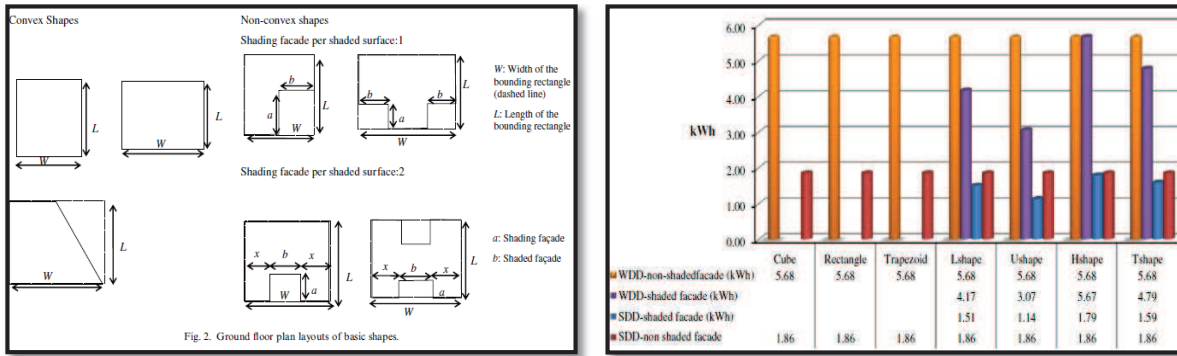 Convex Shapes
Non-convex shapes
Shading facade per shaded surface:1
L
W
L
W
b
a
L
W
b
b
a
L
W
W: Width of the
bounding rectangle
(dashed line)
L: Length of the
bounding rectangle
Shading facade per shaded surface:2
L
W
x
b
x
W
a
L
x
b
x
a
L
W
a: Shading façade
b: Shaded façade
Fig. 2. Ground floor plan layouts of basic shapes.
6.00
5.00
4.00
kWh
3.00
2.00
1.00
0.00
Cube Rectangle Trapezoid Lshape Ushape Hshape Tshape
WDD-non-shadedfacade (kWh) 5.68 5.68 5.68 5.68 5.68 5.68 5.68
WDD-shaded facade (kWh) 4.17 3.07 5.67 4.79
SDD-shaded facade (kWh) 1.51 1.14 1.79 1.59
SDD-non shaded facade 1.86 1.86 1.86 1.86 1.86 1.86 1.86